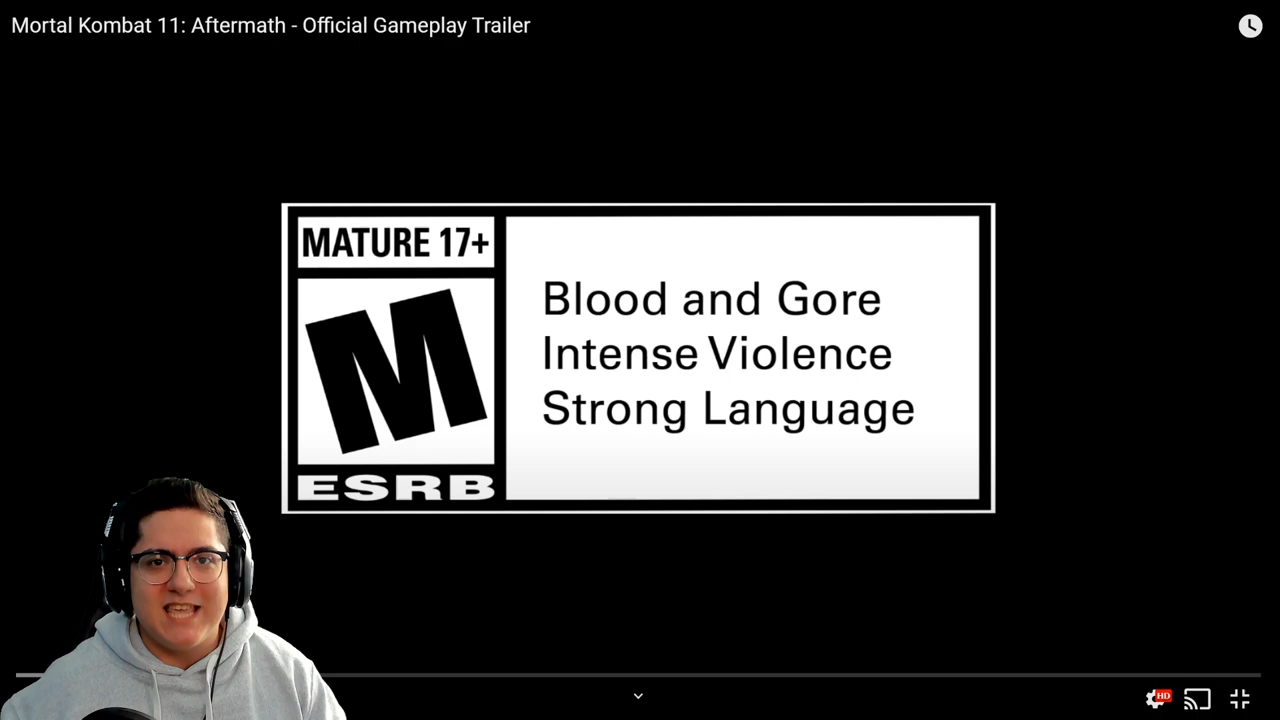 Mortal Kombat 11: Aftermath - Official Gameplay Trailer
MATURE 17+
M
ESRB
Blood and Gore
Intense Violence
Strong Language
HD